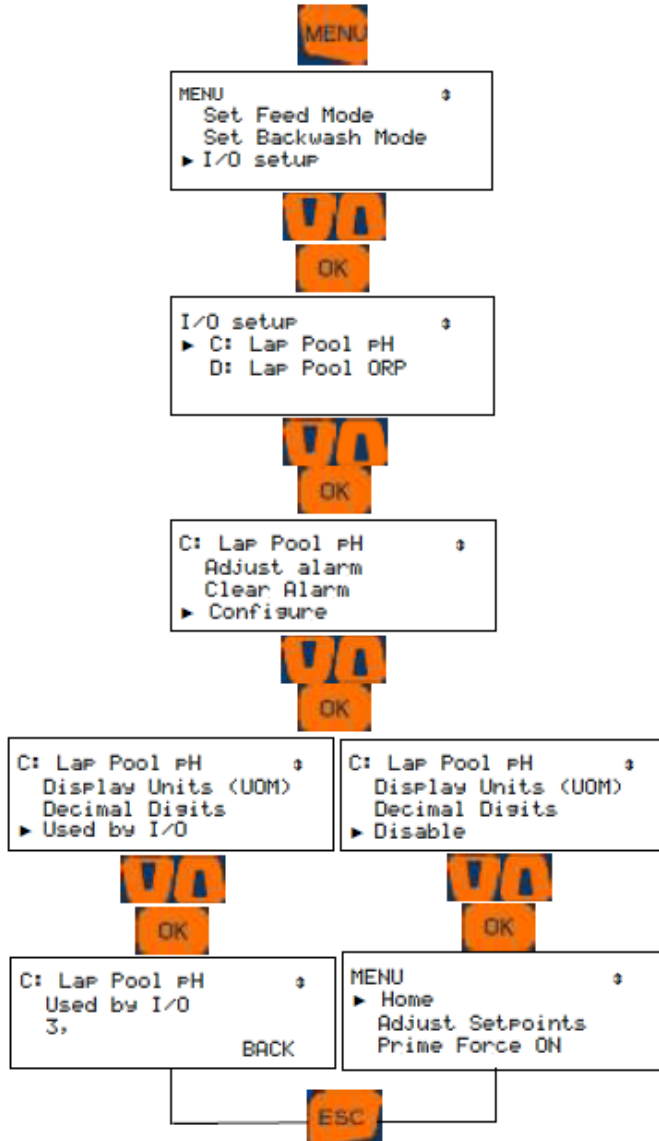 MENU
MENU
Set Feed Mode
Set Backwash Mode
I/O setup
OK
I/O setup
C: Lap Pool pH
D: Lap Pool ORP
OK
C: Lap Pool pH
Adjust alarm
Clear Alarm
Configure
OK
C: Lap Pool pH
Display Units (UOM)
Decimal Digits
Used by I/O
OK
C: Lap Pool pH
Used by I/O
3,
BACK
C: Lap Pool pH
Display Units (UOM)
Decimal Digits
Disable
OK
MENU
Home
Adjust Setpoints
Prime Force ON
ESC